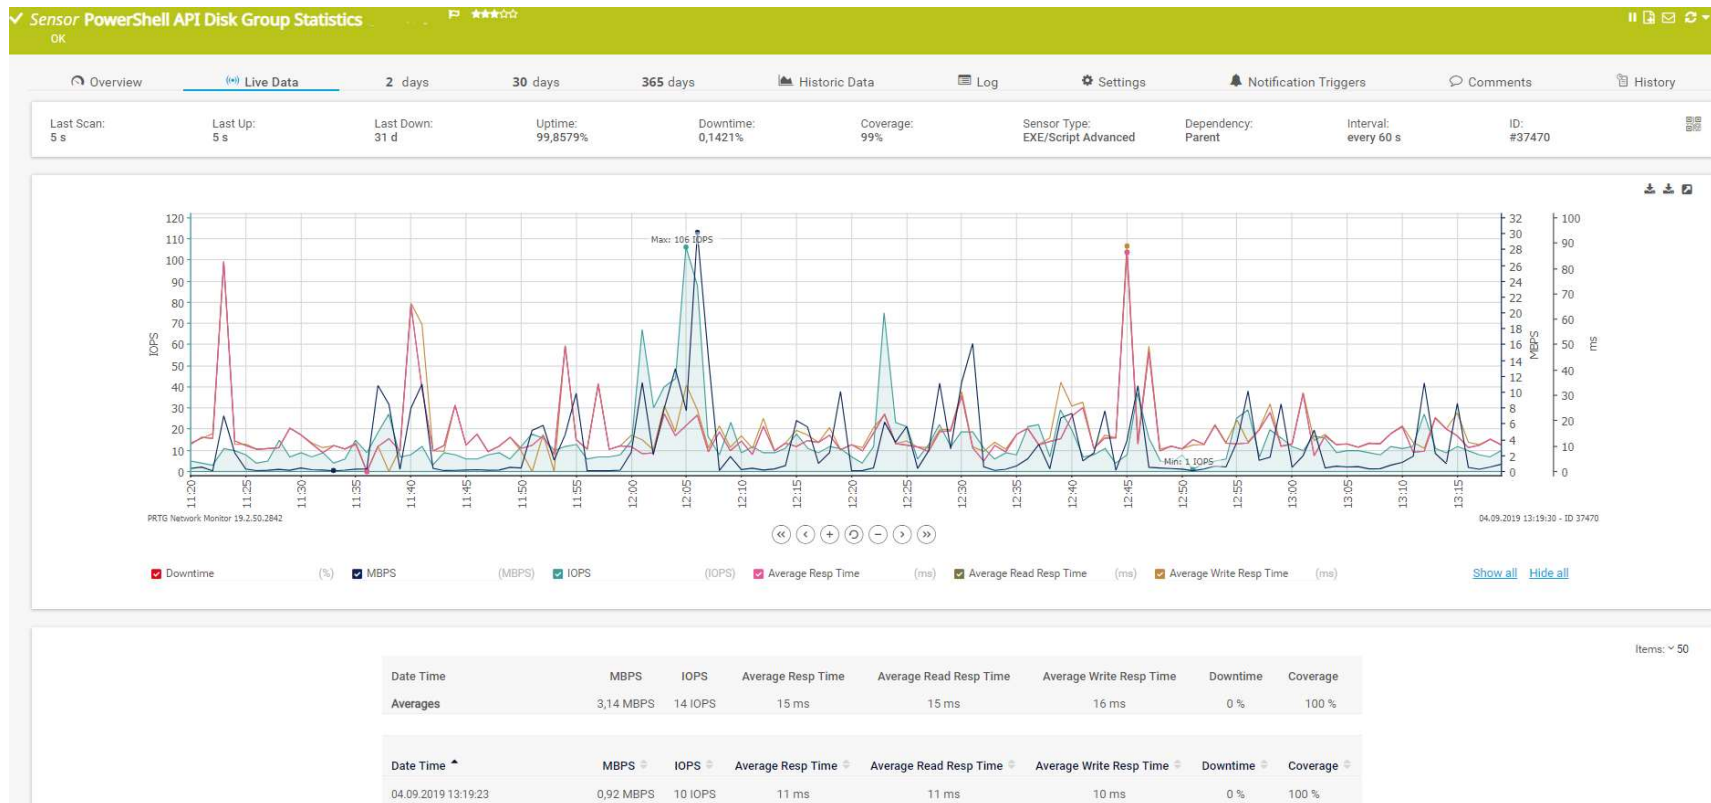 Sensor PowerShell API Disk Group Statistics
OK
Overview Live Data 2 days 30 days 365 days Historic Data Log Settings Notification Triggers Comments History
Last Scan: Last Up: Last Down: Uptime: Downtime: Coverage: Sensor Type: Dependency: Interval: ID:
5 s 5 s 31 d 99,8579% 0,1421% 99% EXE/Script Advanced Parent every 60 s #37470
120 32 100
110 30
Max: 106 IOPS
28 90
100 26 80
90 24
80 22 70
70 20 60
18
IOPS 60 16 MBPS 50 ms
50 14 40
40 12
30 10 30
8
20 6 20
10 4 10
Min: 1 IOPS
2
0 0 0
11:20 11:25 11:30 11:35 11:40 11:45 11:50 11:55 12:00 12:05 12:10 12:15 12:20 12:25 12:30 12:35 12:40 12:45 12:50 12:55 13:00 13:05 13:10 13:15
PRTG Network Monitor 19.2.50.2842 04.09.2019 13:19:30 - ID 37470
Downtime (%) MBPS (MBPS) IOPS (IOPS) Average Resp Time (ms) Average Read Resp Time (ms) Average Write Resp Time (ms) Show all Hide all
Items: 50
Date Time MBPS IOPS Average Resp Time Average Read Resp Time Average Write Resp Time Downtime Coverage
Averages 3,14 MBPS 14 IOPS 15 ms 15 ms 16 ms 0 % 100 %
Date Time MBPS IOPS Average Resp Time Average Read Resp Time Average Write Resp Time Downtime Coverage
04.09.2019 13:19:23 0,92 MBPS 10 IOPS 11 ms 11 ms 10 ms 0 % 100 %